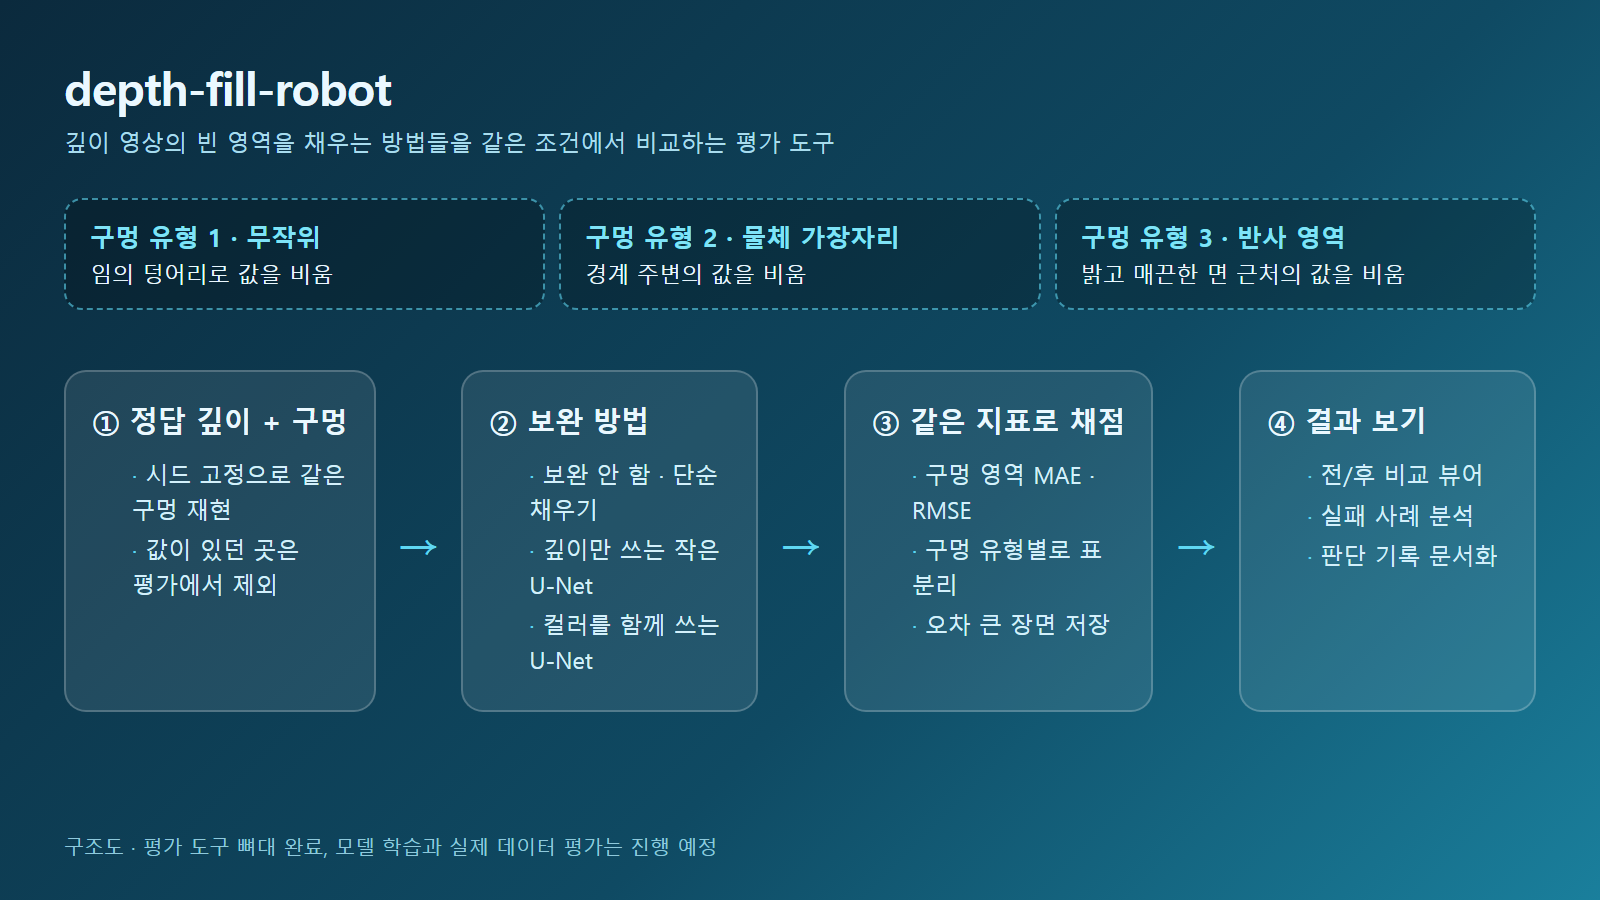 depth-fill-robot
깊이 영상의 빈 영역을 채우는 방법들을 같은 조건에서 비교하는 평가 도구
구멍 유형 1 · 무작위
임의 덩어리로 값을 비움
구멍 유형 2 · 물체 가장자리
경계 주변의 값을 비움
구멍 유형 3 · 반사 영역
밝고 매끈한 면 근처의 값을 비움
① 정답 깊이 + 구멍
· 시드 고정으로 같은
구멍 재현
· 값이 있던 곳은
평가에서 제외
→
② 보완 방법
· 보완 안 함 · 단순
채우기
· 깊이만 쓰는 작은
U-Net
· 컬러를 함께 쓰는
U-Net
→
③ 같은 지표로 채점
· 구멍 영역 MAE ·
RMSE
· 구멍 유형별로 표
분리
· 오차 큰 장면 저장
→
④ 결과 보기
· 전/후 비교 뷰어
· 실패 사례 분석
· 판단 기록 문서화
구조도 · 평가 도구 뼈대 완료, 모델 학습과 실제 데이터 평가는 진행 예정